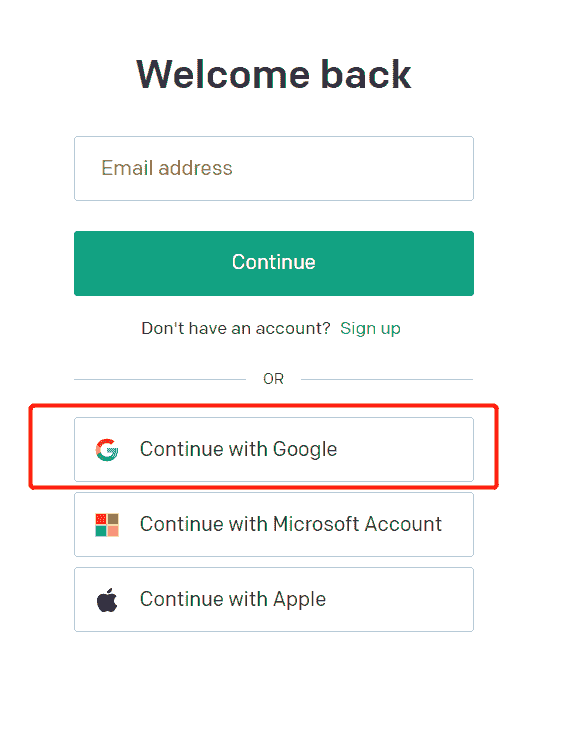 Welcome back
Email address
Continue
Don't have an account? Sign up
OR
Continue with Google
Continue with Microsoft Account
Continue with Apple